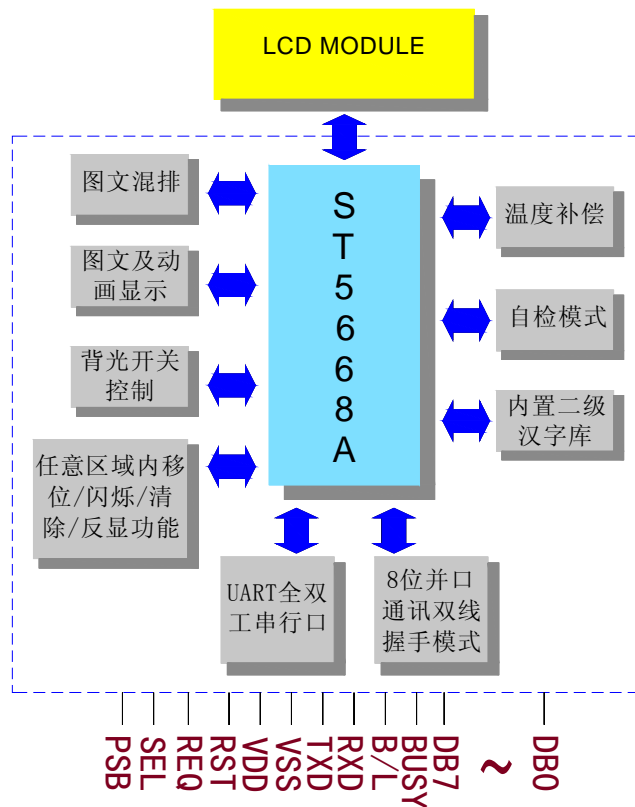 LCD MODULE
图文混排
图文及动
画显示
背光开关
控制
任意区域内移
位/闪烁/清
除/反显功能
ST5668A
温度补偿
自检模式
内置二级
汉字库
UART全双
工串行口
8位并口
通讯双线
握手模式
PSB
SEL
REQ
RST
VDD
VSS
TXD
RXD
B/L
BUSY
DB7
~
DB0